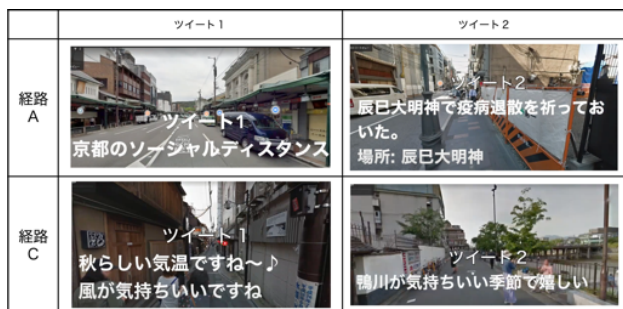 ツイート1
ツイート2
経路
A
ツイート1
京都のソーシャルディスタンス
ツイート2
辰巳大明神で疫病退散を祈ってお
いた。
場所: 辰巳大明神
経路
C
ツイート1
秋らしい気温ですね〜♪
風が気持ちいいですね
ツイート2
鴨川が気持ちいい季節で嬉しい